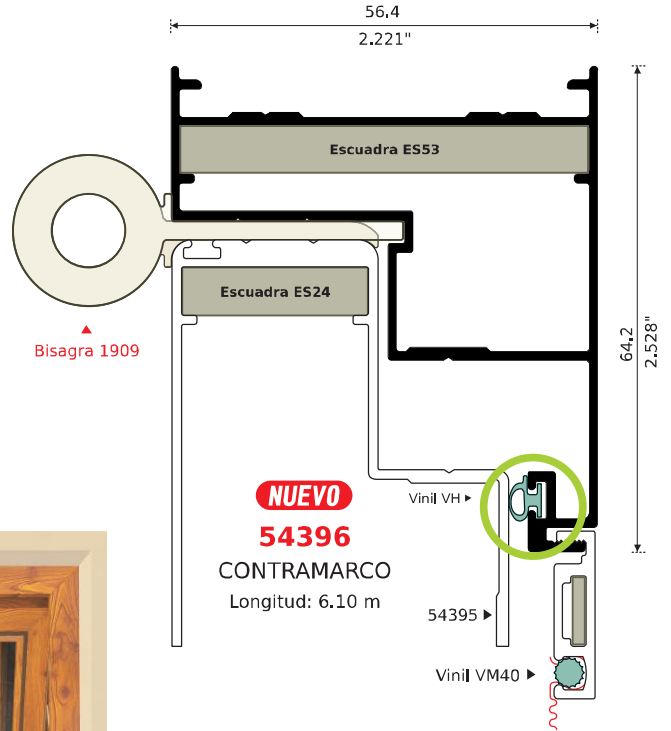 56.4
2.221"
Escuadra ES53
Escuadra ES24
Bisagra 1909
64.2
2.528"
NUEVO
54396
CONTRAMARCO
Longitud: 6.10 m
Vinil VH
54395
Vinil VM40